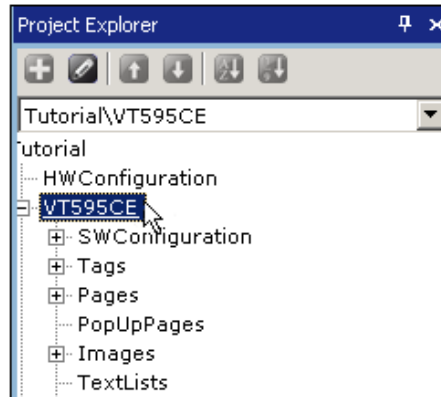 Project Explorer
Tutorial\VT595CE
utorial
HWConfiguration
VT595CE
SWConfiguration
Tags
Pages
PopUpPages
Images
TextLists